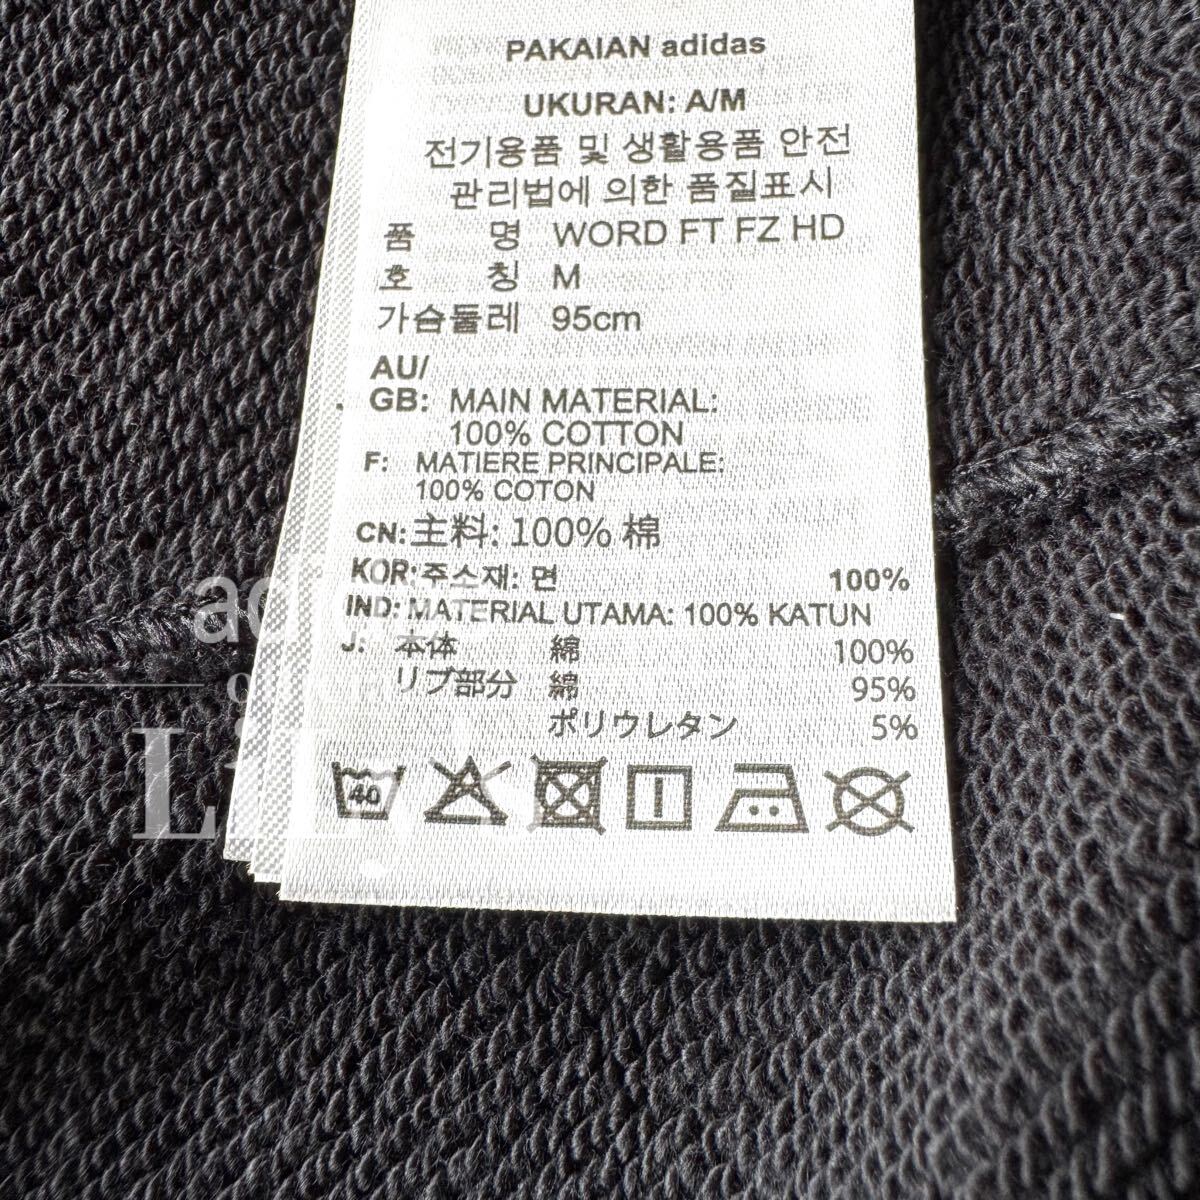 PAKAIAN adidas
UKURAN: A/M
전기용품 및 생활용품 안전
관리법에 의한 품질표시
품 명 WORD FT FZ HD
호 칭 M
가슴둘레 95cm
AU/
GB: MAIN MATERIAL:
100% COTTON
F: MATIERE PRINCIPALE:
100% COTON
CN: 主料: 100% 棉
KOR: 주소재: 면 100%
IND: MATERIAL UTAMA: 100% KATUN
J: 本体 綿 100%
リブ部分 綿 95%
ポリウレタン 5%
40